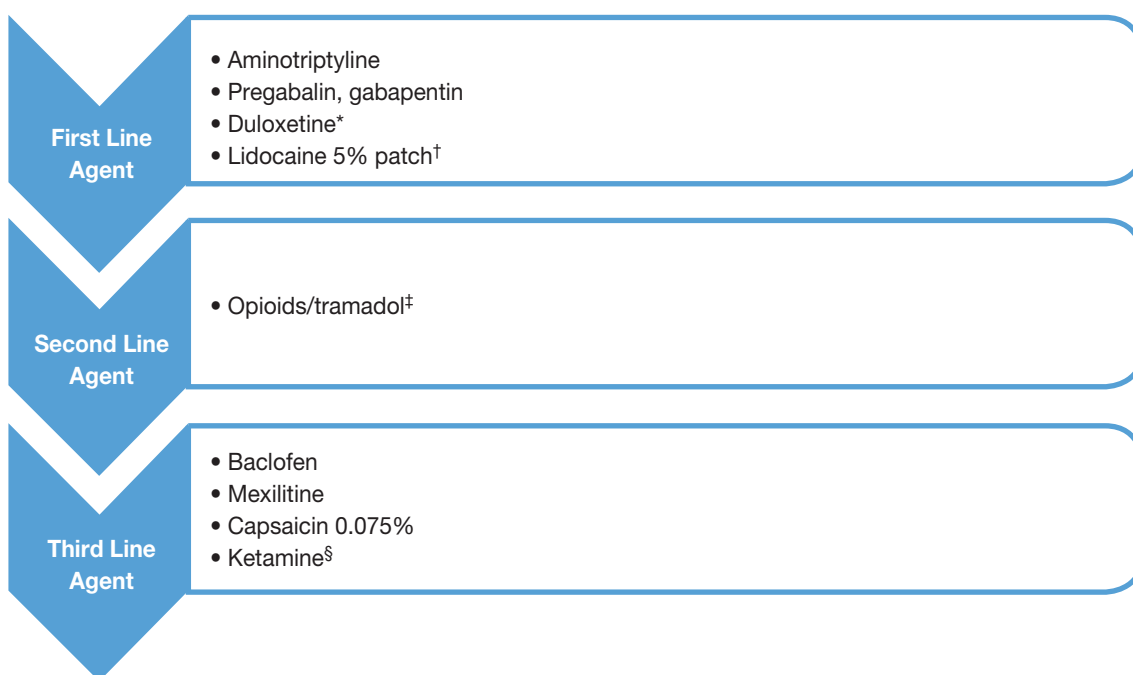 First Line
Agent
• Aminotriptyline
• Pregabalin, gabapentin
• Duloxetine*
• Lidocaine 5% patch†
Second Line
Agent
• Opioids/tramadol‡
Third Line
Agent
• Baclofen
• Mexilitine
• Capsaicin 0.075%
• Ketamine§